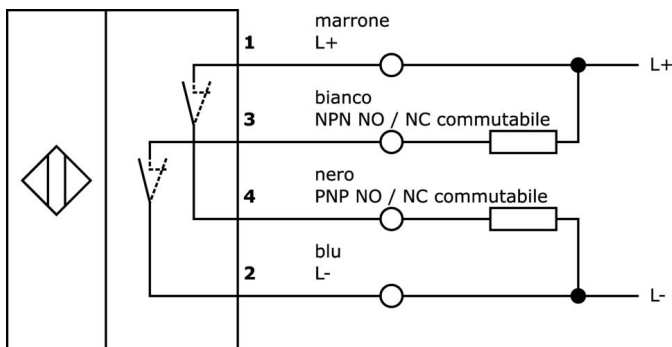 marrone
1 L+
L+
bianco
3 NPN NO / NC commutabile
nero
4 PNP NO / NC commutabile
blu
2 L-
L-